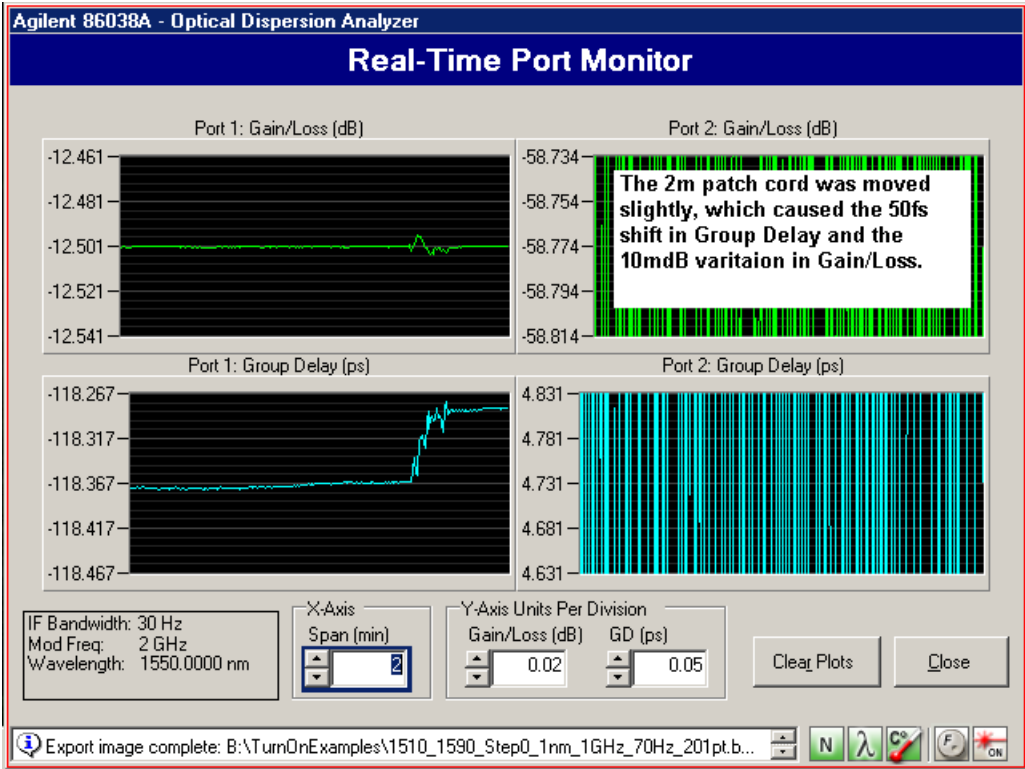 Agilent 86038A - Optical Dispersion Analyzer
Real-Time Port Monitor
Port 1: Gain/Loss (dB)
-12.461
-12.481
-12.501
-12.521
-12.541
Port 2: Gain/Loss (dB)
-58.734
-58.754
-58.774
-58.794
-58.814
The 2m patch cord was moved
slightly, which caused the 50fs
shift in Group Delay and the
10mdB varitaion in Gain/Loss.
Port 1: Group Delay (ps)
-118.267
-118.317
-118.367
-118.417
-118.467
Port 2: Group Delay (ps)
4.831
4.781
4.731
4.681
4.631
IF Bandwidth: 30 Hz
Mod Freq: 2 GHz
Wavelength: 1550.0000 nm
X-Axis
Span (min)
2
Y-Axis Units Per Division
Gain/Loss (dB) GD (ps)
0.02 0.05
Clear Plots
Close
Export image complete: B:\TurnOnExamples\1510_1590_Step0_1nm_1GHz_70Hz_201pt.b...
N λ C° F, ON